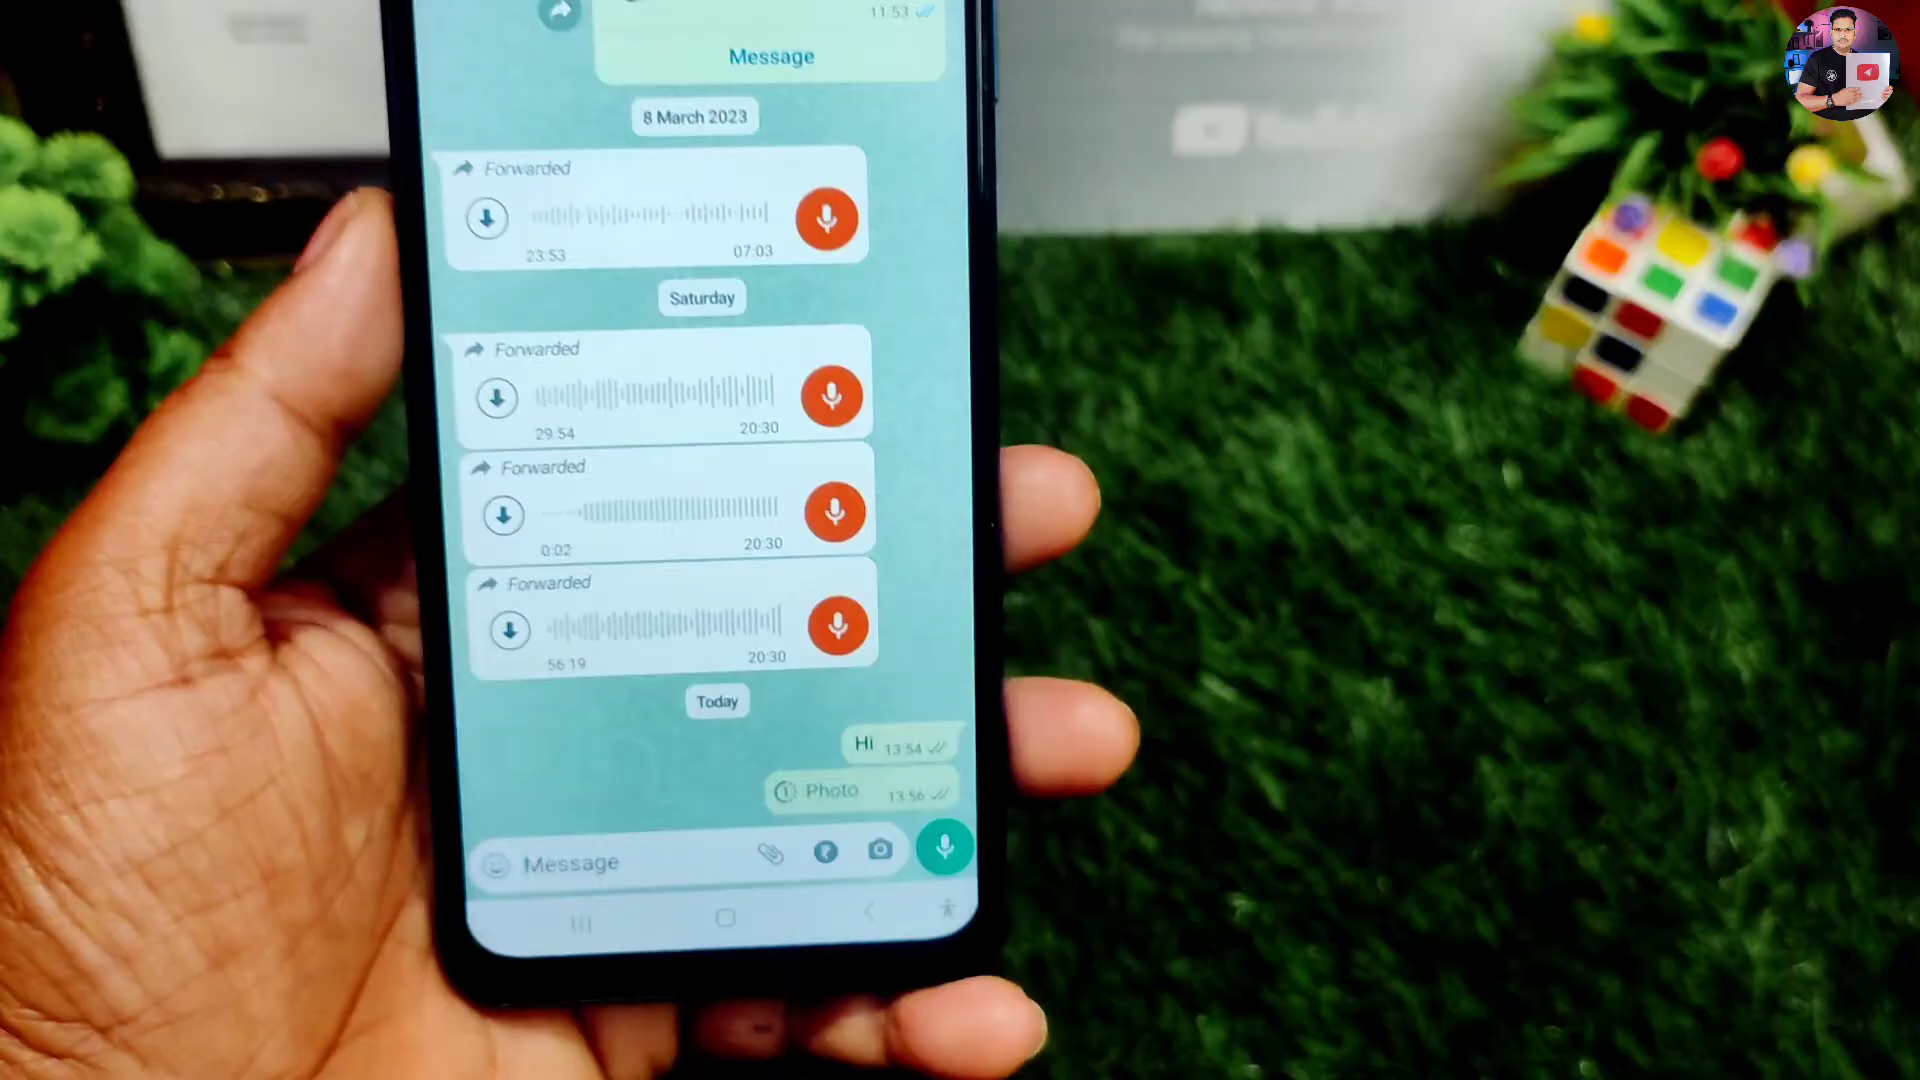 11:53
Message
8 March 2023
Forwarded
23:53 07:03
Saturday
Forwarded
29:54 20:30
Forwarded
0:02 20:30
Forwarded
56:19 20:30
Today
Hi 13:54
Photo 13:56
Message